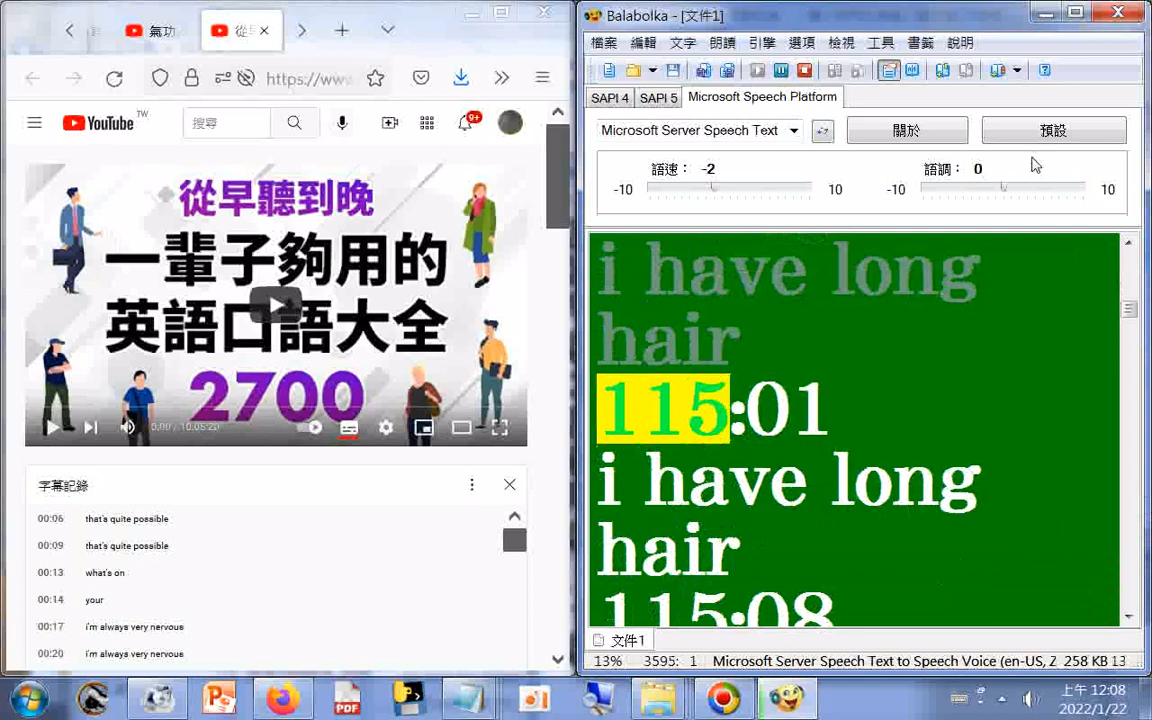 氣功
從
https://www
YouTube TW
搜尋
9+
從早聽到晚
一輩子夠用的
英語口語大全
2700
0:00 / 10:05:20
字幕記錄
00:06 that's quite possible
00:09 that's quite possible
00:13 what's on
00:14 your
00:17 i'm always very nervous
00:20 i'm always very nervous
Balabolka - [文件1]
檔案 編輯 文字 朗讀 引擎 選項 檢視 工具 書籤 說明
SAPI 4 SAPI 5 Microsoft Speech Platform
Microsoft Server Speech Text 關於 預設
語速： -2 語調： 0
-10 10 -10 10
i have long
hair
115:01
i have long
hair
115:08
文件1
13% 3595: 1 Microsoft Server Speech Text to Speech Voice (en-US, Z 258 KB 13
PDF
上午 12:08
2022/1/22